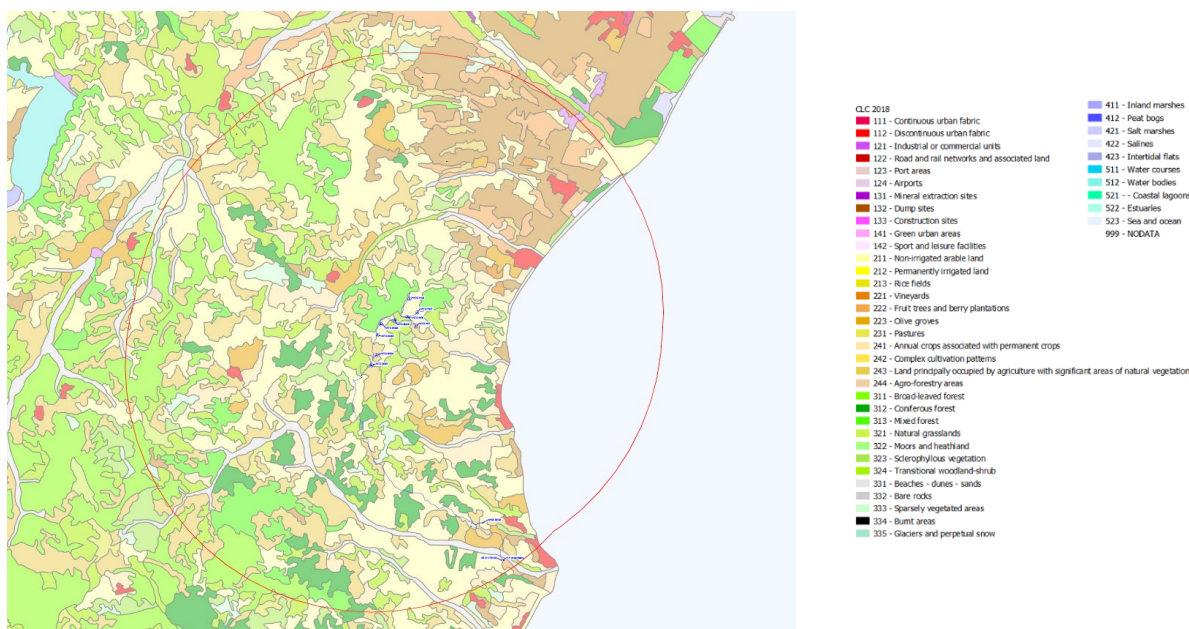 CLC 2018
111 - Continuous urban fabric
112 - Discontinuous urban fabric
121 - Industrial or commercial units
122 - Road and rail networks and associated land
123 - Port areas
124 - Airports
131 - Mineral extraction sites
132 - Dump sites
133 - Construction sites
141 - Green urban areas
142 - Sport and leisure facilities
211 - Non-irrigated arable land
212 - Permanently irrigated land
213 - Rice fields
221 - Vineyards
222 - Fruit trees and berry plantations
223 - Olive groves
231 - Pastures
241 - Annual crops associated with permanent crops
242 - Complex cultivation patterns
243 - Land principally occupied by agriculture with significant areas of natural vegetation
244 - Agro-forestry areas
311 - Broad-leaved forest
312 - Coniferous forest
313 - Mixed forest
321 - Natural grasslands
322 - Moors and heathland
323 - Sclerophyllous vegetation
324 - Transitional woodland-shrub
331 - Beaches - dunes - sands
332 - Bare rocks
333 - Sparsely vegetated areas
334 - Burnt areas
335 - Glaciers and perpetual snow
411 - Inland marshes
412 - Peat bogs
421 - Salt marshes
422 - Salines
423 - Intertidal flats
511 - Water courses
512 - Water bodies
521 - - Coastal lagoons
522 - Estuaries
523 - Sea and ocean
999 - NODATA